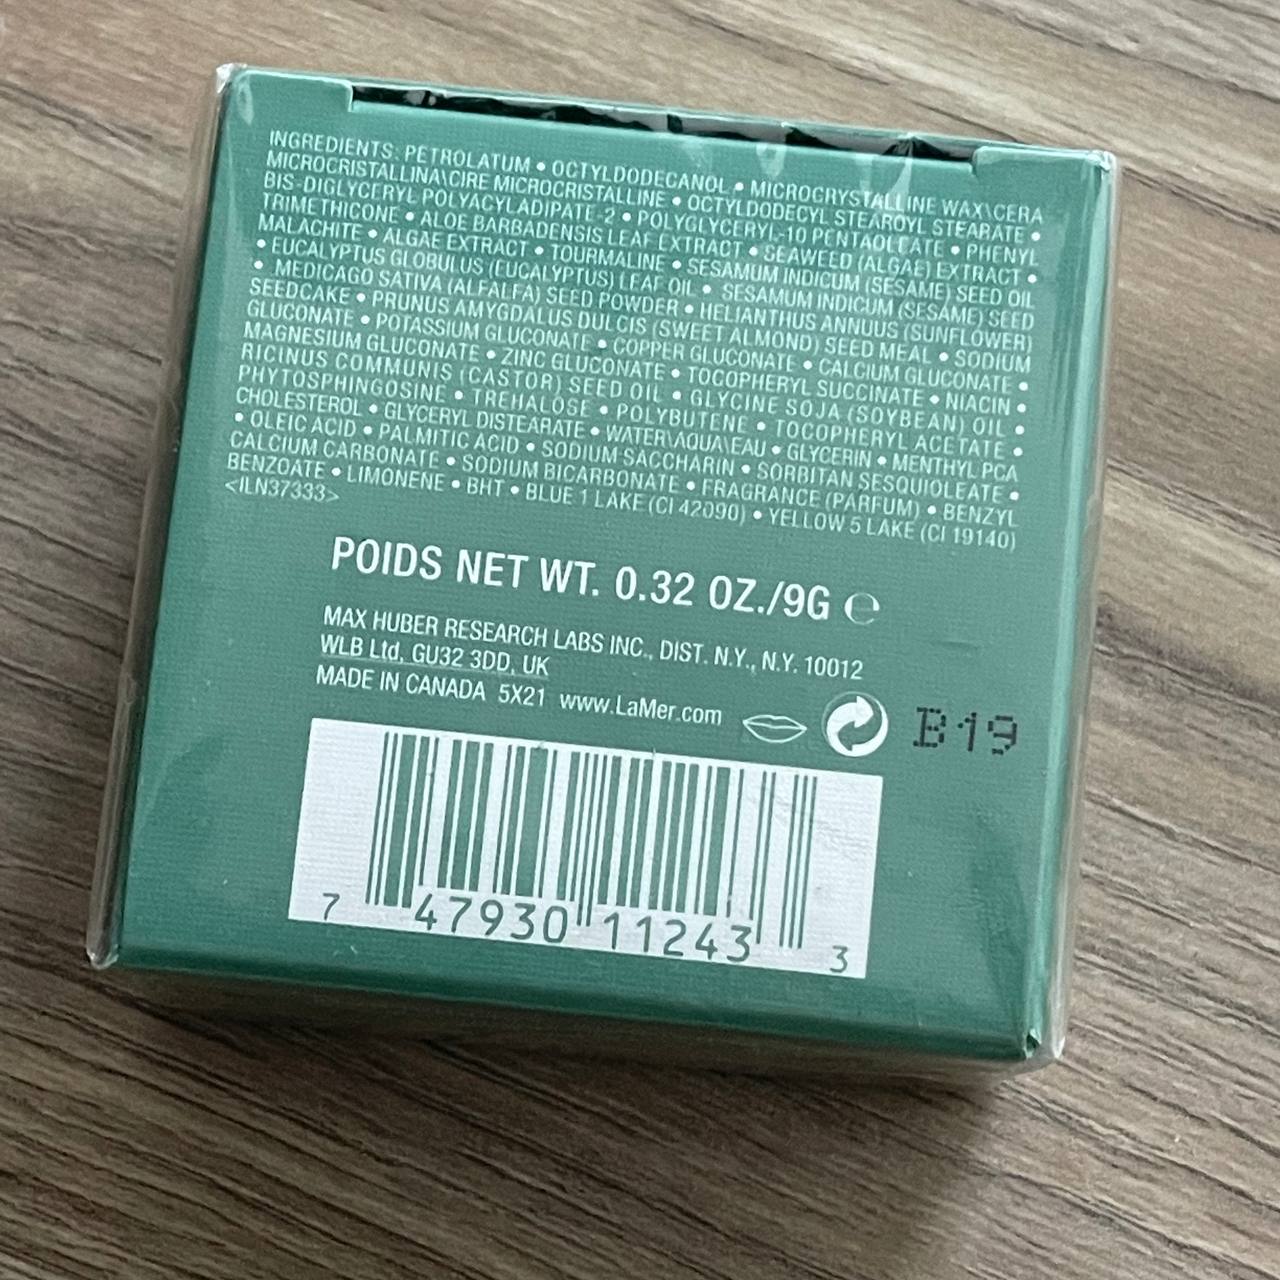 INGREDIENTS: PETROLATUM • OCTYLDODECANOL • MICROCRYSTALLINE WAX\CERA
MICROCRISTALLINA\CIRE MICROCRISTALLINE • OCTYLDODECYL STEAROYL STEARATE •
BIS-DIGLYCERYL POLYACYLADIPATE-2 • POLYGLYCERYL-10 PENTAOLEATE • PHENYL
TRIMETHICONE • ALOE BARBADENSIS LEAF EXTRACT • SEAWEED (ALGAE) EXTRACT •
MALACHITE • ALGAE EXTRACT • TOURMALINE • SESAMUM INDICUM (SESAME) SEED OIL
• EUCALYPTUS GLOBULUS (EUCALYPTUS) LEAF OIL • SESAMUM INDICUM (SESAME) SEED
• MEDICAGO SATIVA (ALFALFA) SEED POWDER • HELIANTHUS ANNUUS (SUNFLOWER)
SEEDCAKE • PRUNUS AMYGDALUS DULCIS (SWEET ALMOND) SEED MEAL • SODIUM
GLUCONATE • POTASSIUM GLUCONATE • COPPER GLUCONATE • CALCIUM GLUCONATE •
MAGNESIUM GLUCONATE • ZINC GLUCONATE • TOCOPHERYL SUCCINATE • NIACIN •
RICINUS COMMUNIS (CASTOR) SEED OIL • GLYCINE SOJA (SOYBEAN) OIL •
PHYTOSPHINGOSINE • TREHALOSE • POLYBUTENE • TOCOPHERYL ACETATE •
CHOLESTEROL • GLYCERYL DISTEARATE • WATER\AQUA\EAU • GLYCERIN • MENTHYL PCA
• OLEIC ACID • PALMITIC ACID • SODIUM SACCHARIN • SORBITAN SESQUIOLEATE •
CALCIUM CARBONATE • SODIUM BICARBONATE • FRAGRANCE (PARFUM) • BENZYL
BENZOATE • LIMONENE • BHT • BLUE 1 LAKE (CI 42090) • YELLOW 5 LAKE (CI 19140)
<ILN37333>
POIDS NET WT. 0.32 OZ./9G ℮
MAX HUBER RESEARCH LABS INC., DIST. N.Y., N.Y. 10012
WLB Ltd, GU32 3DD, UK
MADE IN CANADA 5X21 www.LaMer.com
B19
7 47930 11243 3